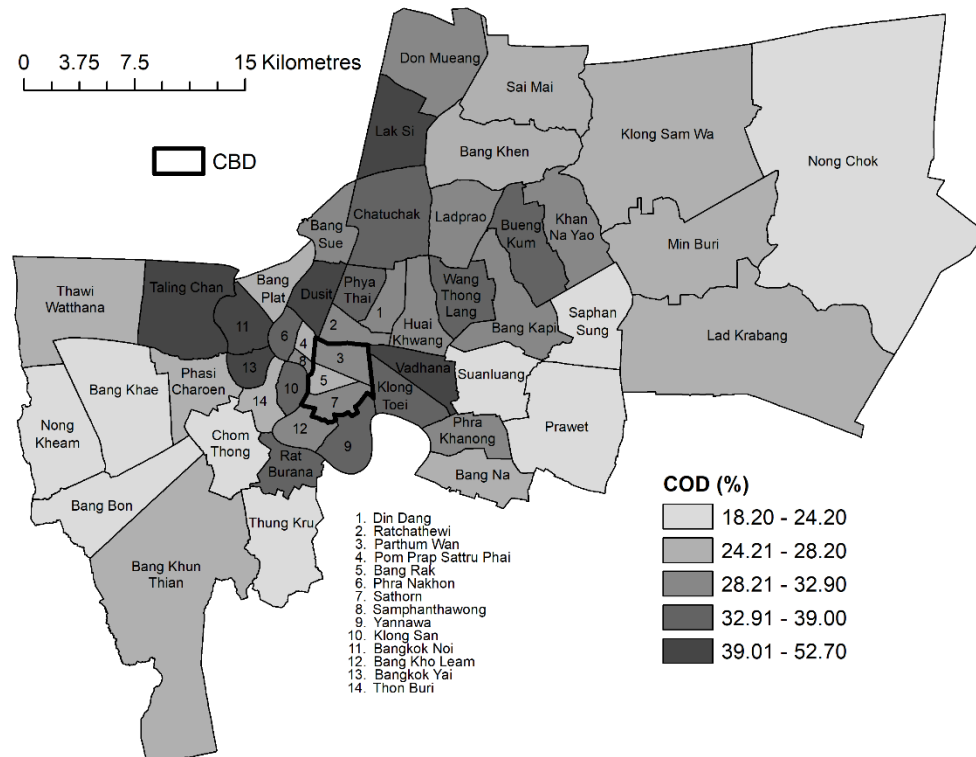 0 3.75 7.5 15 Kilometres
CBD
Don Mueang
Sai Mai
Lak Si
Klong Sam Wa
Bang Khen
Nong Chok
Chatuchak
Ladprao
Bueng
Kum
Khan
Na Yao
Bang
Sue
Min Buri
Bang
Plat
Dusit
Phya
Thai
1
Wang
Thong
Lang
Thawi
Watthana
Taling Chan
11
6
2
4
Huai
Khwang
Bang Kapi
Saphan
Sung
Lad Krabang
8
3
13
5
Vadhana
Suanluang
Bang Khae
Phasi
Charoen
10
14
7
Klong
Toei
Prawet
Nong
Kheam
Chom
Thong
12
9
Phra
Khanong
Rat
Burana
Bang Na
Bang Bon
Thung Kru
Bang Khun
Thian
1. Din Dang
2. Ratchathewi
3. Parthum Wan
4. Pom Prap Sattru Phai
5. Bang Rak
6. Phra Nakhon
7. Sathorn
8. Samphanthawong
9. Yannawa
10. Klong San
11. Bangkok Noi
12. Bang Kho Leam
13. Bangkok Yai
14. Thon Buri
COD (%)
18.20 - 24.20
24.21 - 28.20
28.21 - 32.90
32.91 - 39.00
39.01 - 52.70